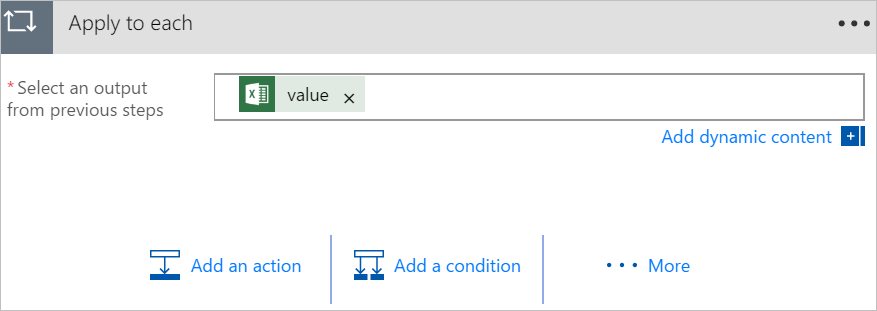 Apply to each
* Select an output
from previous steps
value
Add dynamic content
Add an action
Add a condition
More